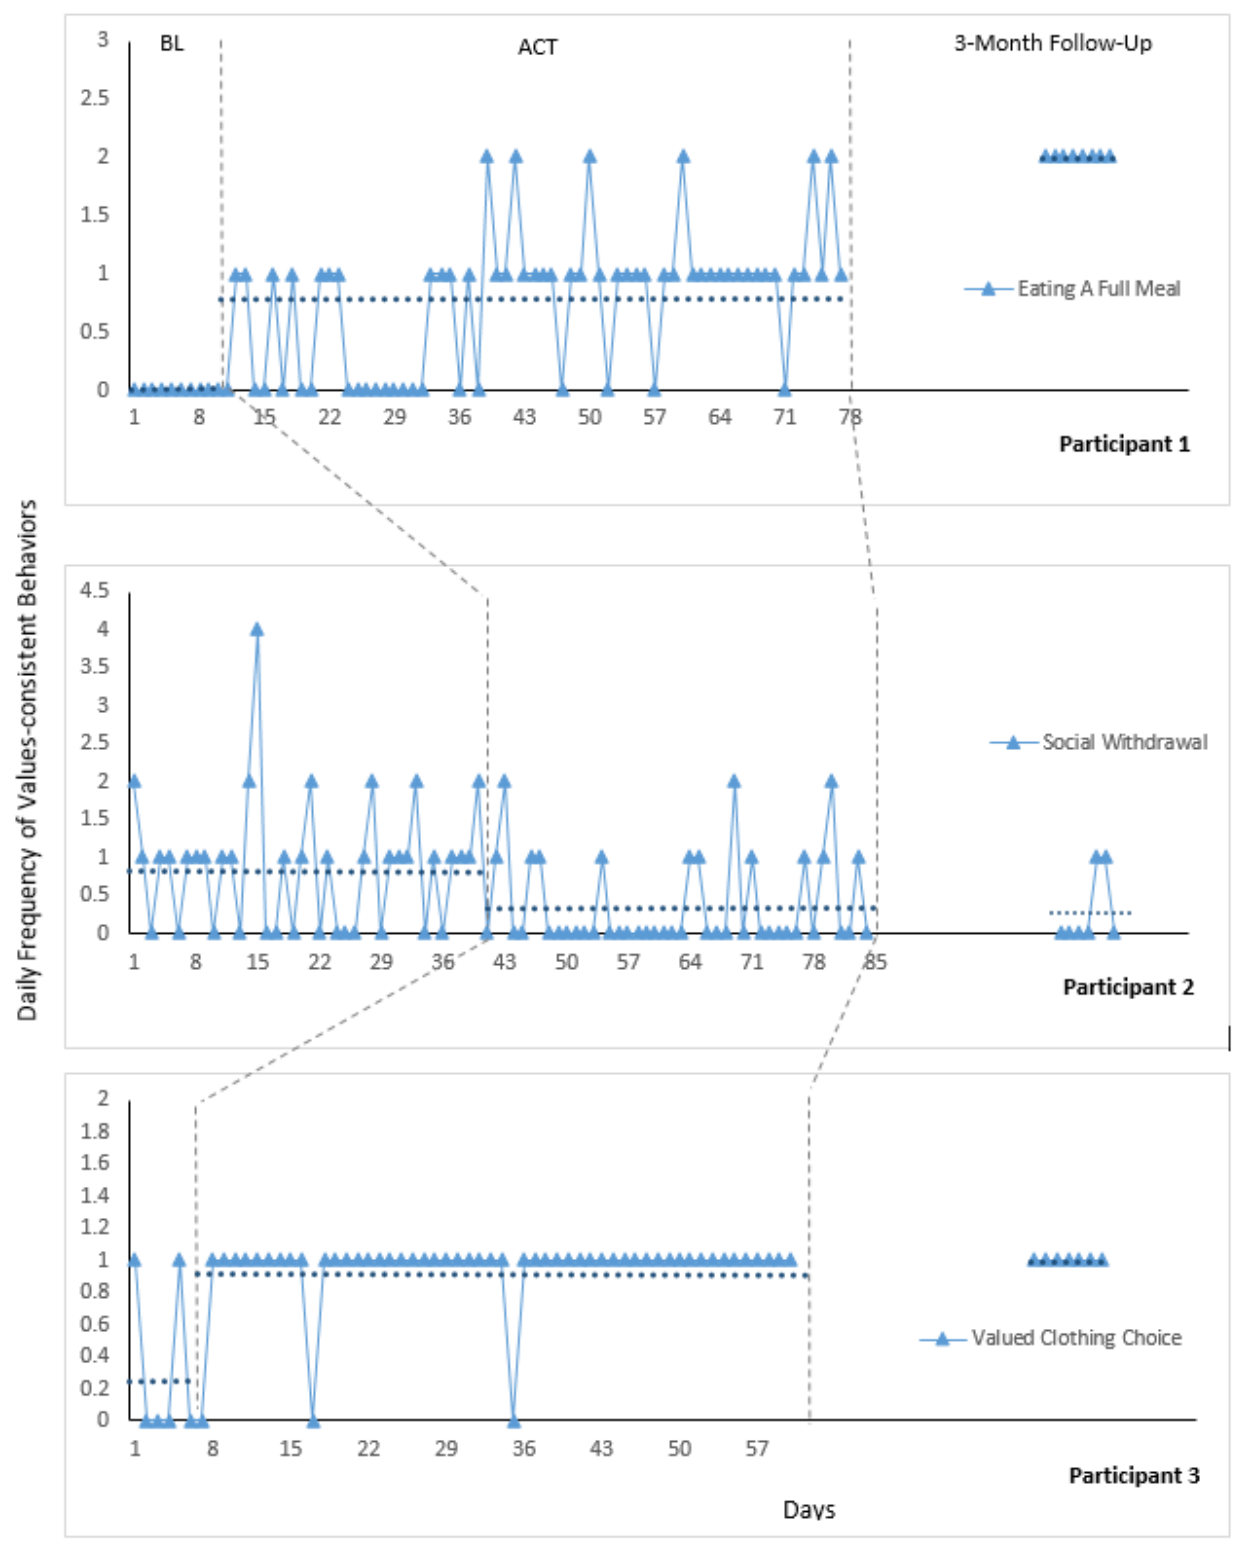 Daily Frequency of Values-consistent Behaviors
BL
ACT
3-Month Follow-Up
3
2.5
2
1.5
1
0.5
0
Eating A Full Meal
1 8 15 22 29 36 43 50 57 64 71 78
Participant 1
4.5
4
3.5
3
2.5
2
1.5
1
0.5
0
Social Withdrawal
1 8 15 22 29 36 43 50 57 64 71 78 85
Participant 2
2
1.8
1.6
1.4
1.2
1
0.8
0.6
0.4
0.2
0
Valued Clothing Choice
1 8 15 22 29 36 43 50 57
Participant 3
Days